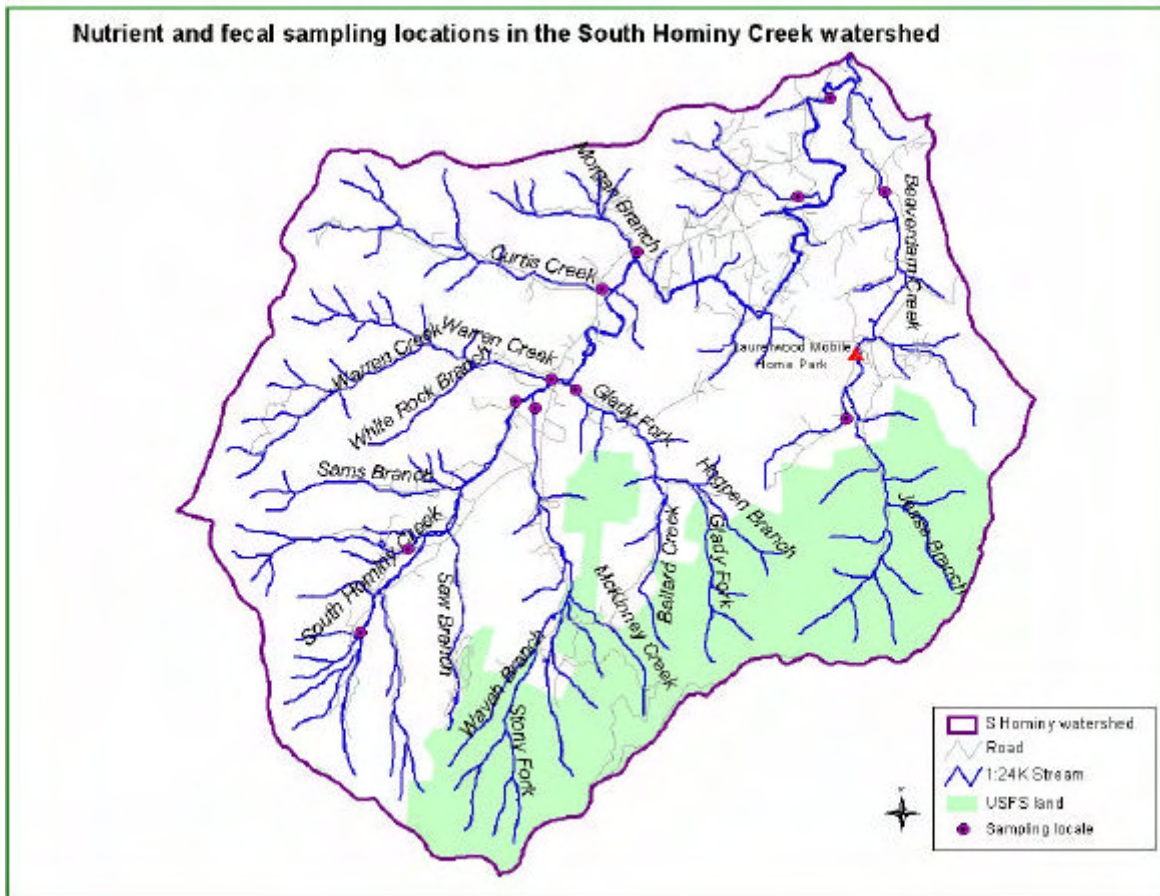 Nutrient and fecal sampling locations in the South Hominy Creek watershed
Morgan Branch
Beaverdam Creek
Curtis Creek
Warren Creek
Warren Creek
White Rock Branch
Laurelwood Mobile
Home Park
Glady Fork
Sams Branch
Hogpen Branch
South Hominy Creek
Saw Branch
McKinney Creek
Ballard Creek
Glady Fork
Jesse Branch
Wayah Branch
Stony Fork
S Hominy watershed
Road
1:24K Stream
USFS land
Sampling locale